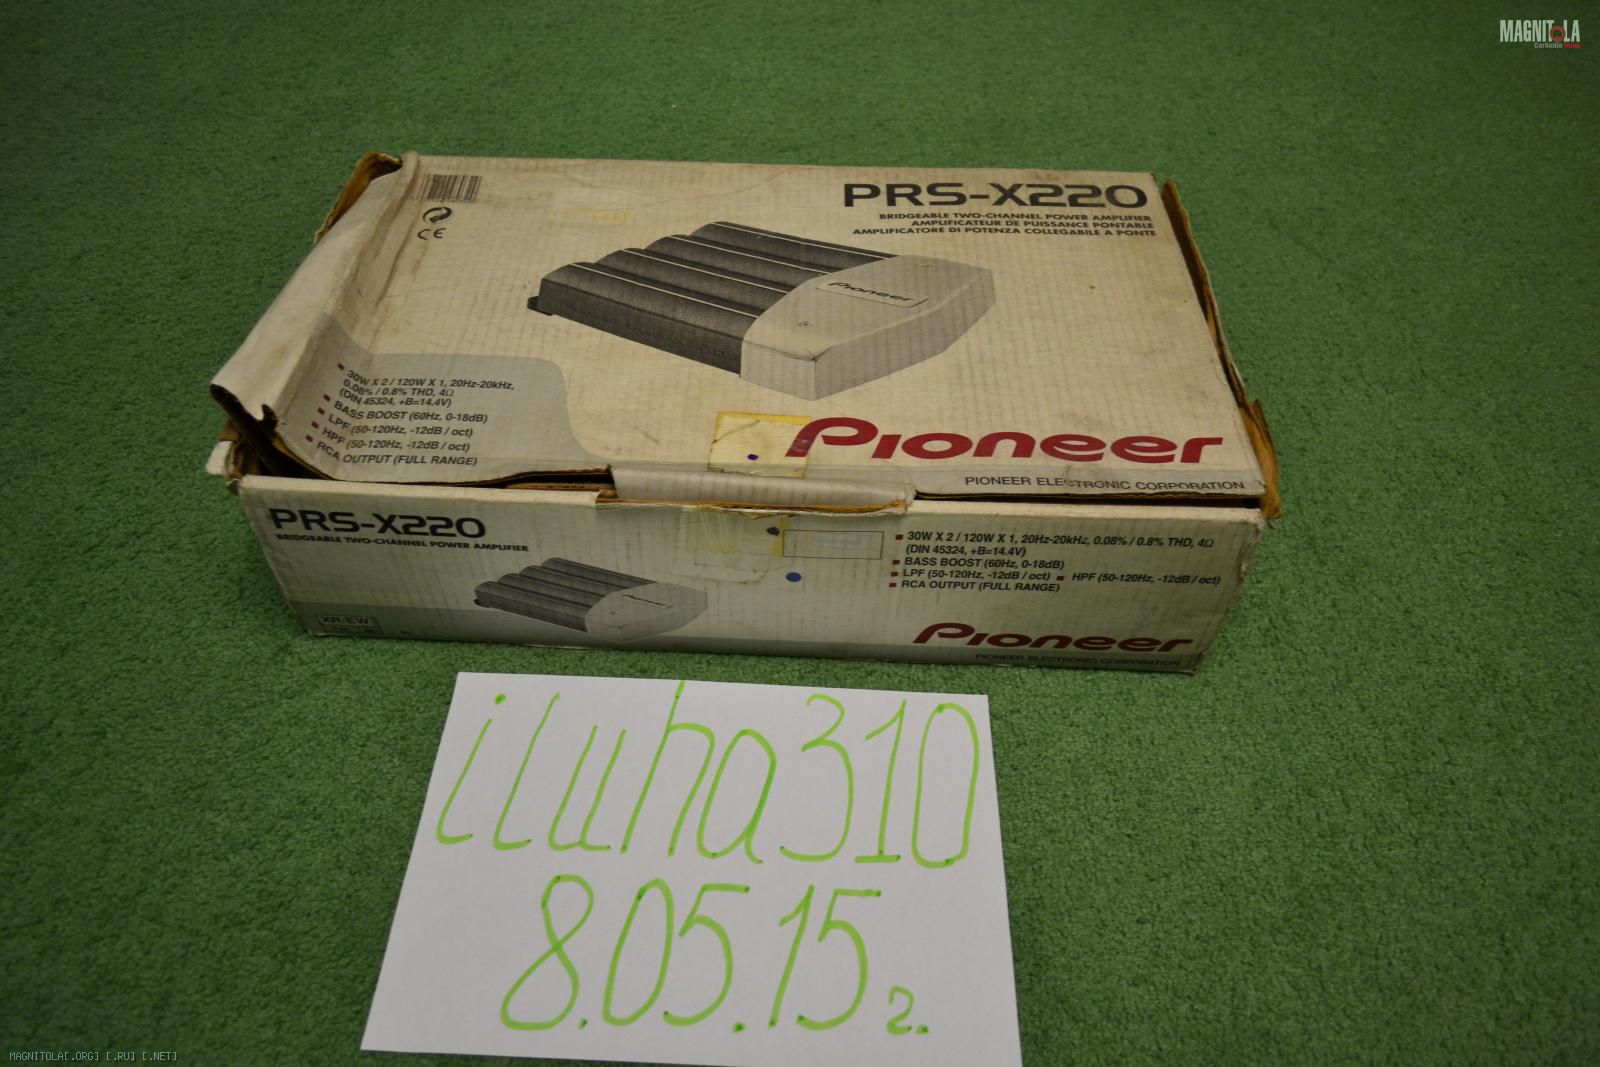 MAGNITOLA
CarAudio Team
PRS-X220
BRIDGEABLE TWO-CHANNEL POWER AMPLIFIER
AMPLIFICATEUR DE PUISSANCE PONTABLE
AMPLIFICATORE DI POTENZA COLLEGABILE A PONTE
CE
Pioneer
30W X 2 / 120W X 1, 20Hz-20kHz,
0.08% / 0.8% THD, 4Ω
(DIN 45324, +B=14.4V)
BASS BOOST (60Hz, 0-18dB)
LPF (50-120Hz, -12dB / oct)
HPF (50-120Hz, -12dB / oct)
RCA OUTPUT (FULL RANGE)
Pioneer
PIONEER ELECTRONIC CORPORATION
PRS-X220
BRIDGEABLE TWO-CHANNEL POWER AMPLIFIER
Pioneer
XR/EW
30W X 2 / 120W X 1, 20Hz-20kHz, 0.08% / 0.8% THD, 4Ω
(DIN 45324, +B=14.4V)
BASS BOOST (60Hz, 0-18dB)
LPF (50-120Hz, -12dB / oct) HPF (50-120Hz, -12dB / oct)
RCA OUTPUT (FULL RANGE)
Pioneer
PIONEER ELECTRONIC CORPORATION
iluha310
8.05.15 г.
MAGNITOLA[.ORG] [.RU] [.NET]